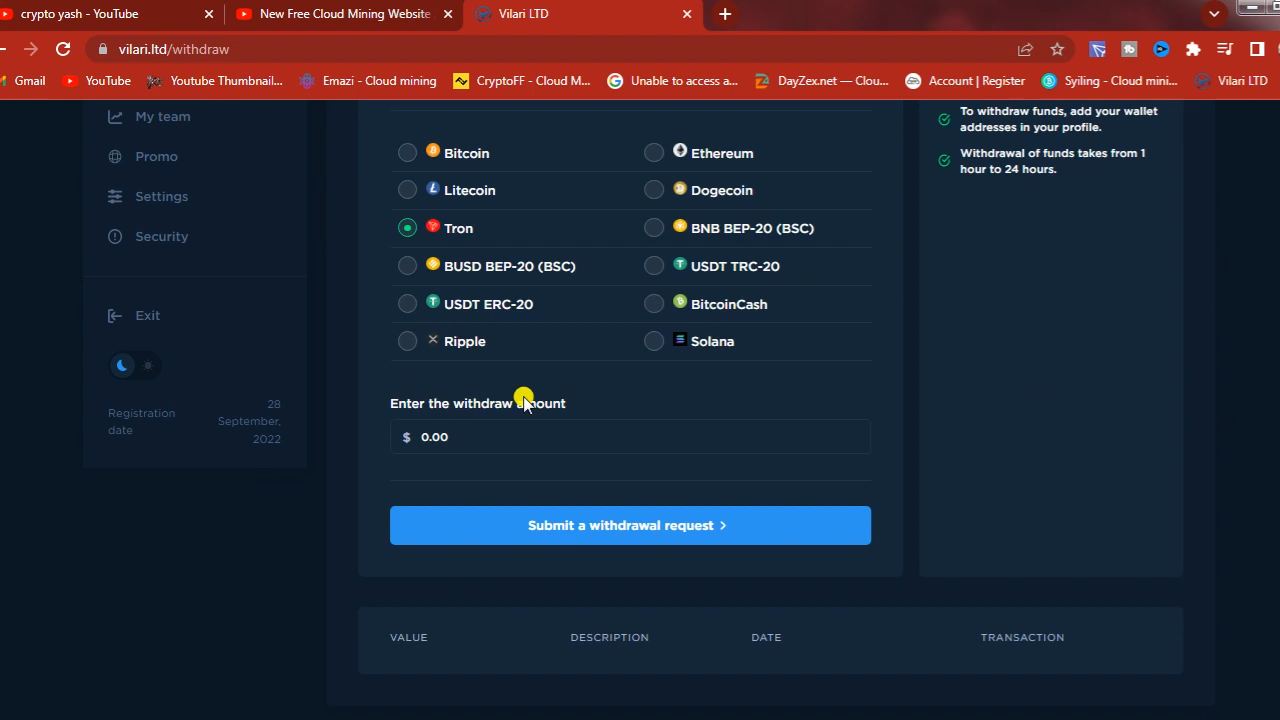 crypto yash - YouTube
New Free Cloud Mining Website
Vilari LTD
vilari.ltd/withdraw
Gmail
YouTube
Youtube Thumbnail...
Emazi - Cloud mining
CryptoFF - Cloud M...
Unable to access a...
DayZex.net — Clou...
Account | Register
Syiling - Cloud mini...
Vilari LTD
My team
Promo
Settings
Security
Exit
Registration
date
28
September,
2022
Bitcoin
Ethereum
Litecoin
Dogecoin
Tron
BNB BEP-20 (BSC)
BUSD BEP-20 (BSC)
USDT TRC-20
USDT ERC-20
BitcoinCash
Ripple
Solana
Enter the withdraw amount
$ 0.00
Submit a withdrawal request >
To withdraw funds, add your wallet
addresses in your profile.
Withdrawal of funds takes from 1
hour to 24 hours.
VALUE
DESCRIPTION
DATE
TRANSACTION